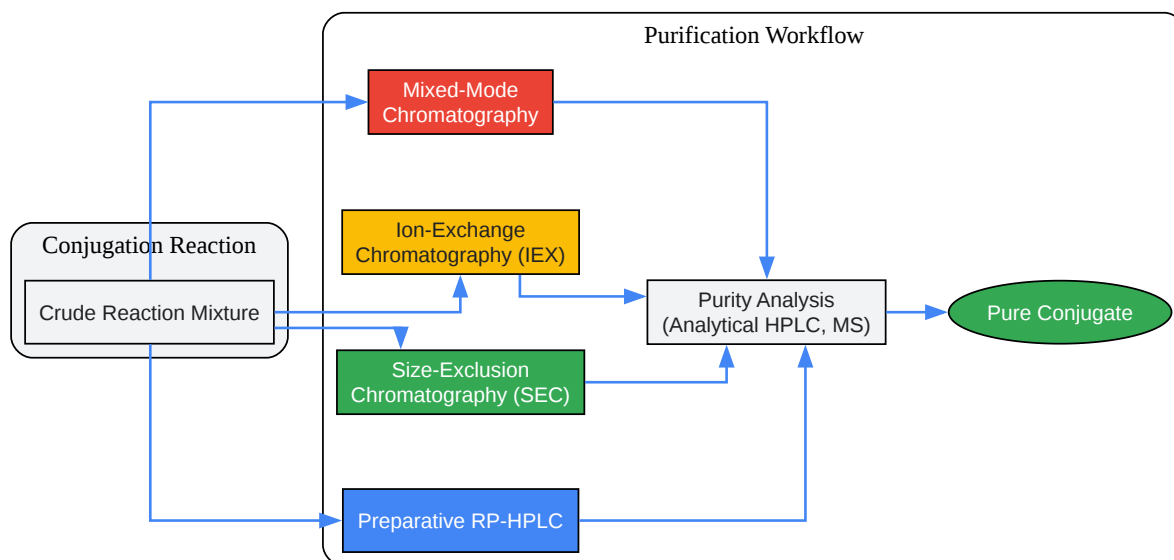 Purification Workflow
Mixed-Mode
Chromatography
Ion-Exchange
Chromatography (IEX)
Conjugation Reaction
Crude Reaction Mixture
Purity Analysis
(Analytical HPLC, MS)
Pure Conjugate
Size-Exclusion
Chromatography (SEC)
Preparative RP-HPLC